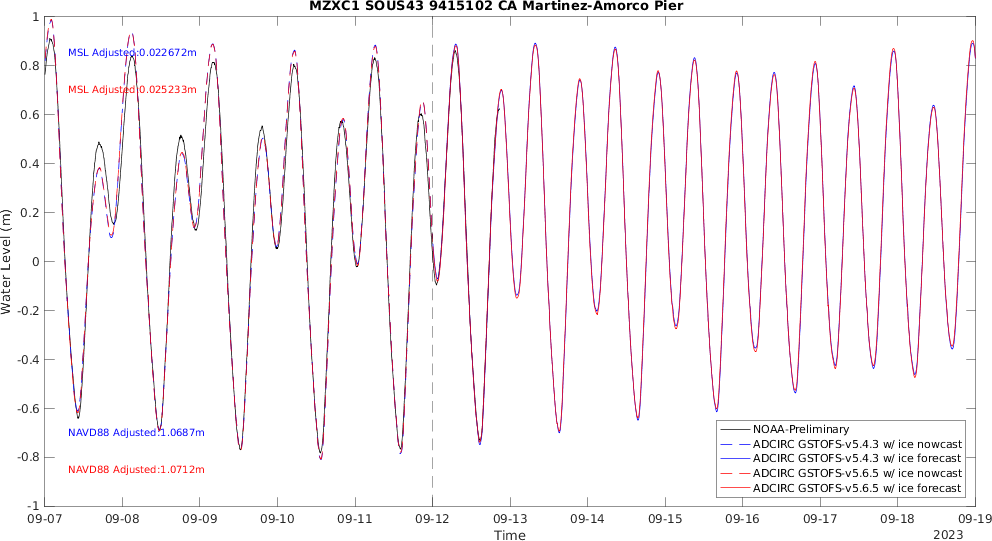 MZXC1 SOUS43 9415102 CA Martinez-Amorco Pier
1
0.8
0.6
0.4
0.2
0
-0.2
-0.4
-0.6
-0.8
-1
Water Level (m)
MSL Adjusted:0.022672m
MSL Adjusted:0.025233m
NAVD88 Adjusted:1.0687m
NAVD88 Adjusted:1.0712m
NOAA-Preliminary
ADCIRC GSTOFS-v5.4.3 w/ ice nowcast
ADCIRC GSTOFS-v5.4.3 w/ ice forecast
ADCIRC GSTOFS-v5.6.5 w/ ice nowcast
ADCIRC GSTOFS-v5.6.5 w/ ice forecast
09-07 09-08 09-09 09-10 09-11 09-12 09-13 09-14 09-15 09-16 09-17 09-18 09-19
Time
2023